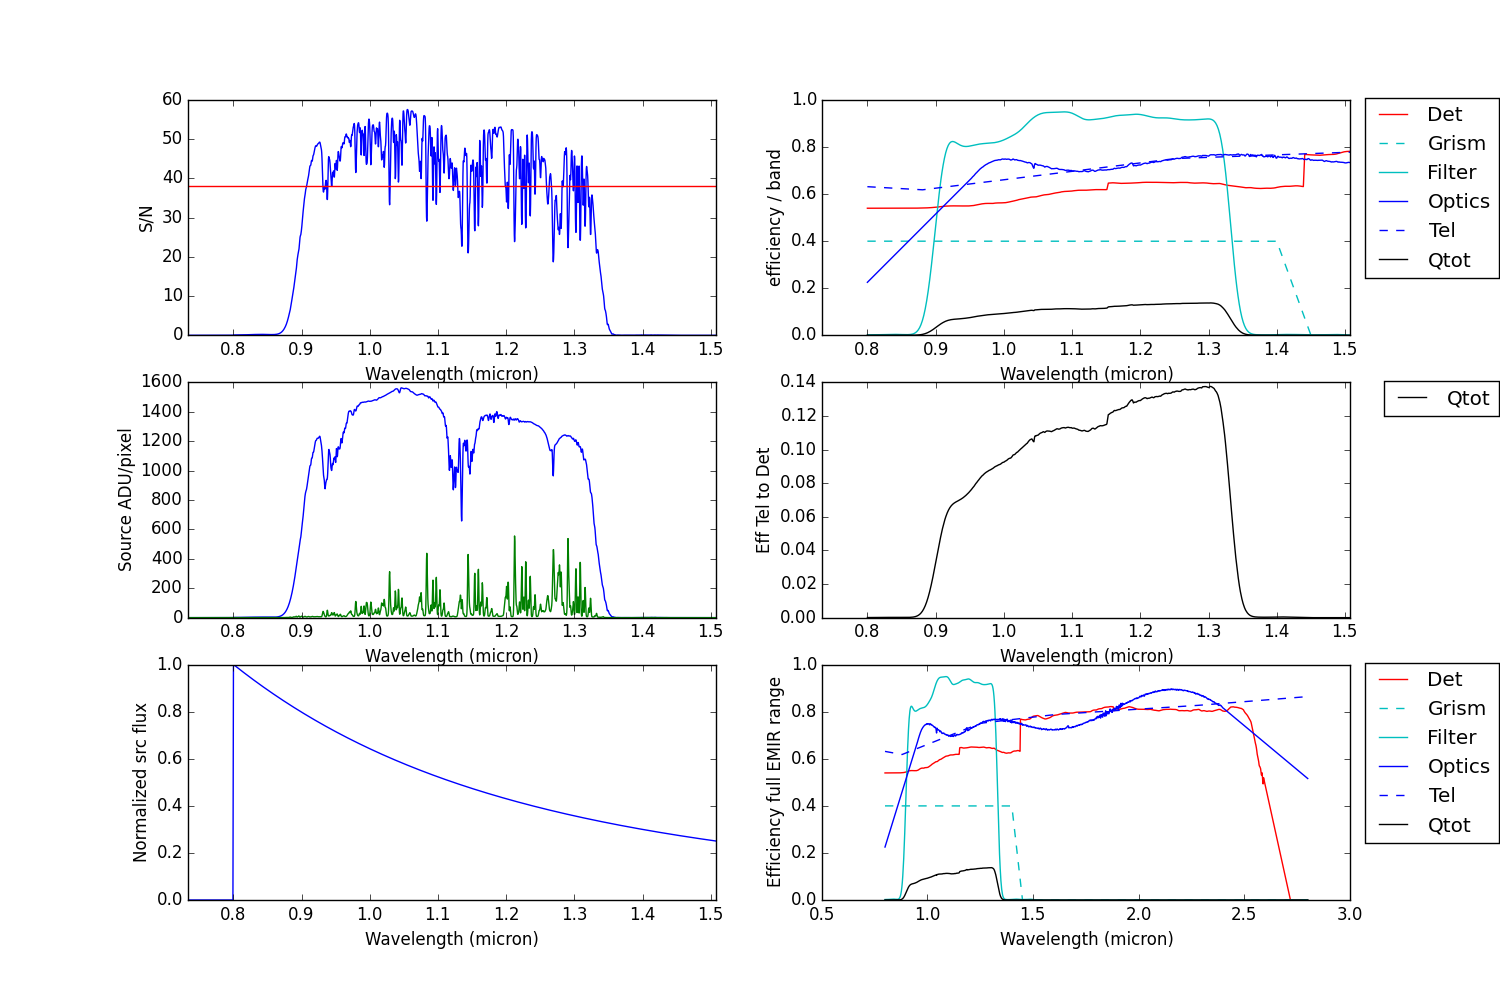 S/N
60
50
40
30
20
10
0
0.8 0.9 1.0 1.1 1.2 1.3 1.4 1.5
Wavelength (micron)
efficiency / band
1.0
0.8
0.6
0.4
0.2
0.0
0.8 0.9 1.0 1.1 1.2 1.3 1.4 1.5
Wavelength (micron)
Det
Grism
Filter
Optics
Tel
Qtot
Source ADU/pixel
1600
1400
1200
1000
800
600
400
200
0
0.8 0.9 1.0 1.1 1.2 1.3 1.4 1.5
Wavelength (micron)
Eff Tel to Det
0.14
0.12
0.10
0.08
0.06
0.04
0.02
0.00
0.8 0.9 1.0 1.1 1.2 1.3 1.4 1.5
Wavelength (micron)
Qtot
Normalized src flux
1.0
0.8
0.6
0.4
0.2
0.0
0.8 0.9 1.0 1.1 1.2 1.3 1.4 1.5
Wavelength (micron)
Efficiency full EMIR range
1.0
0.8
0.6
0.4
0.2
0.0
0.5 1.0 1.5 2.0 2.5 3.0
Wavelength (micron)
Det
Grism
Filter
Optics
Tel
Qtot